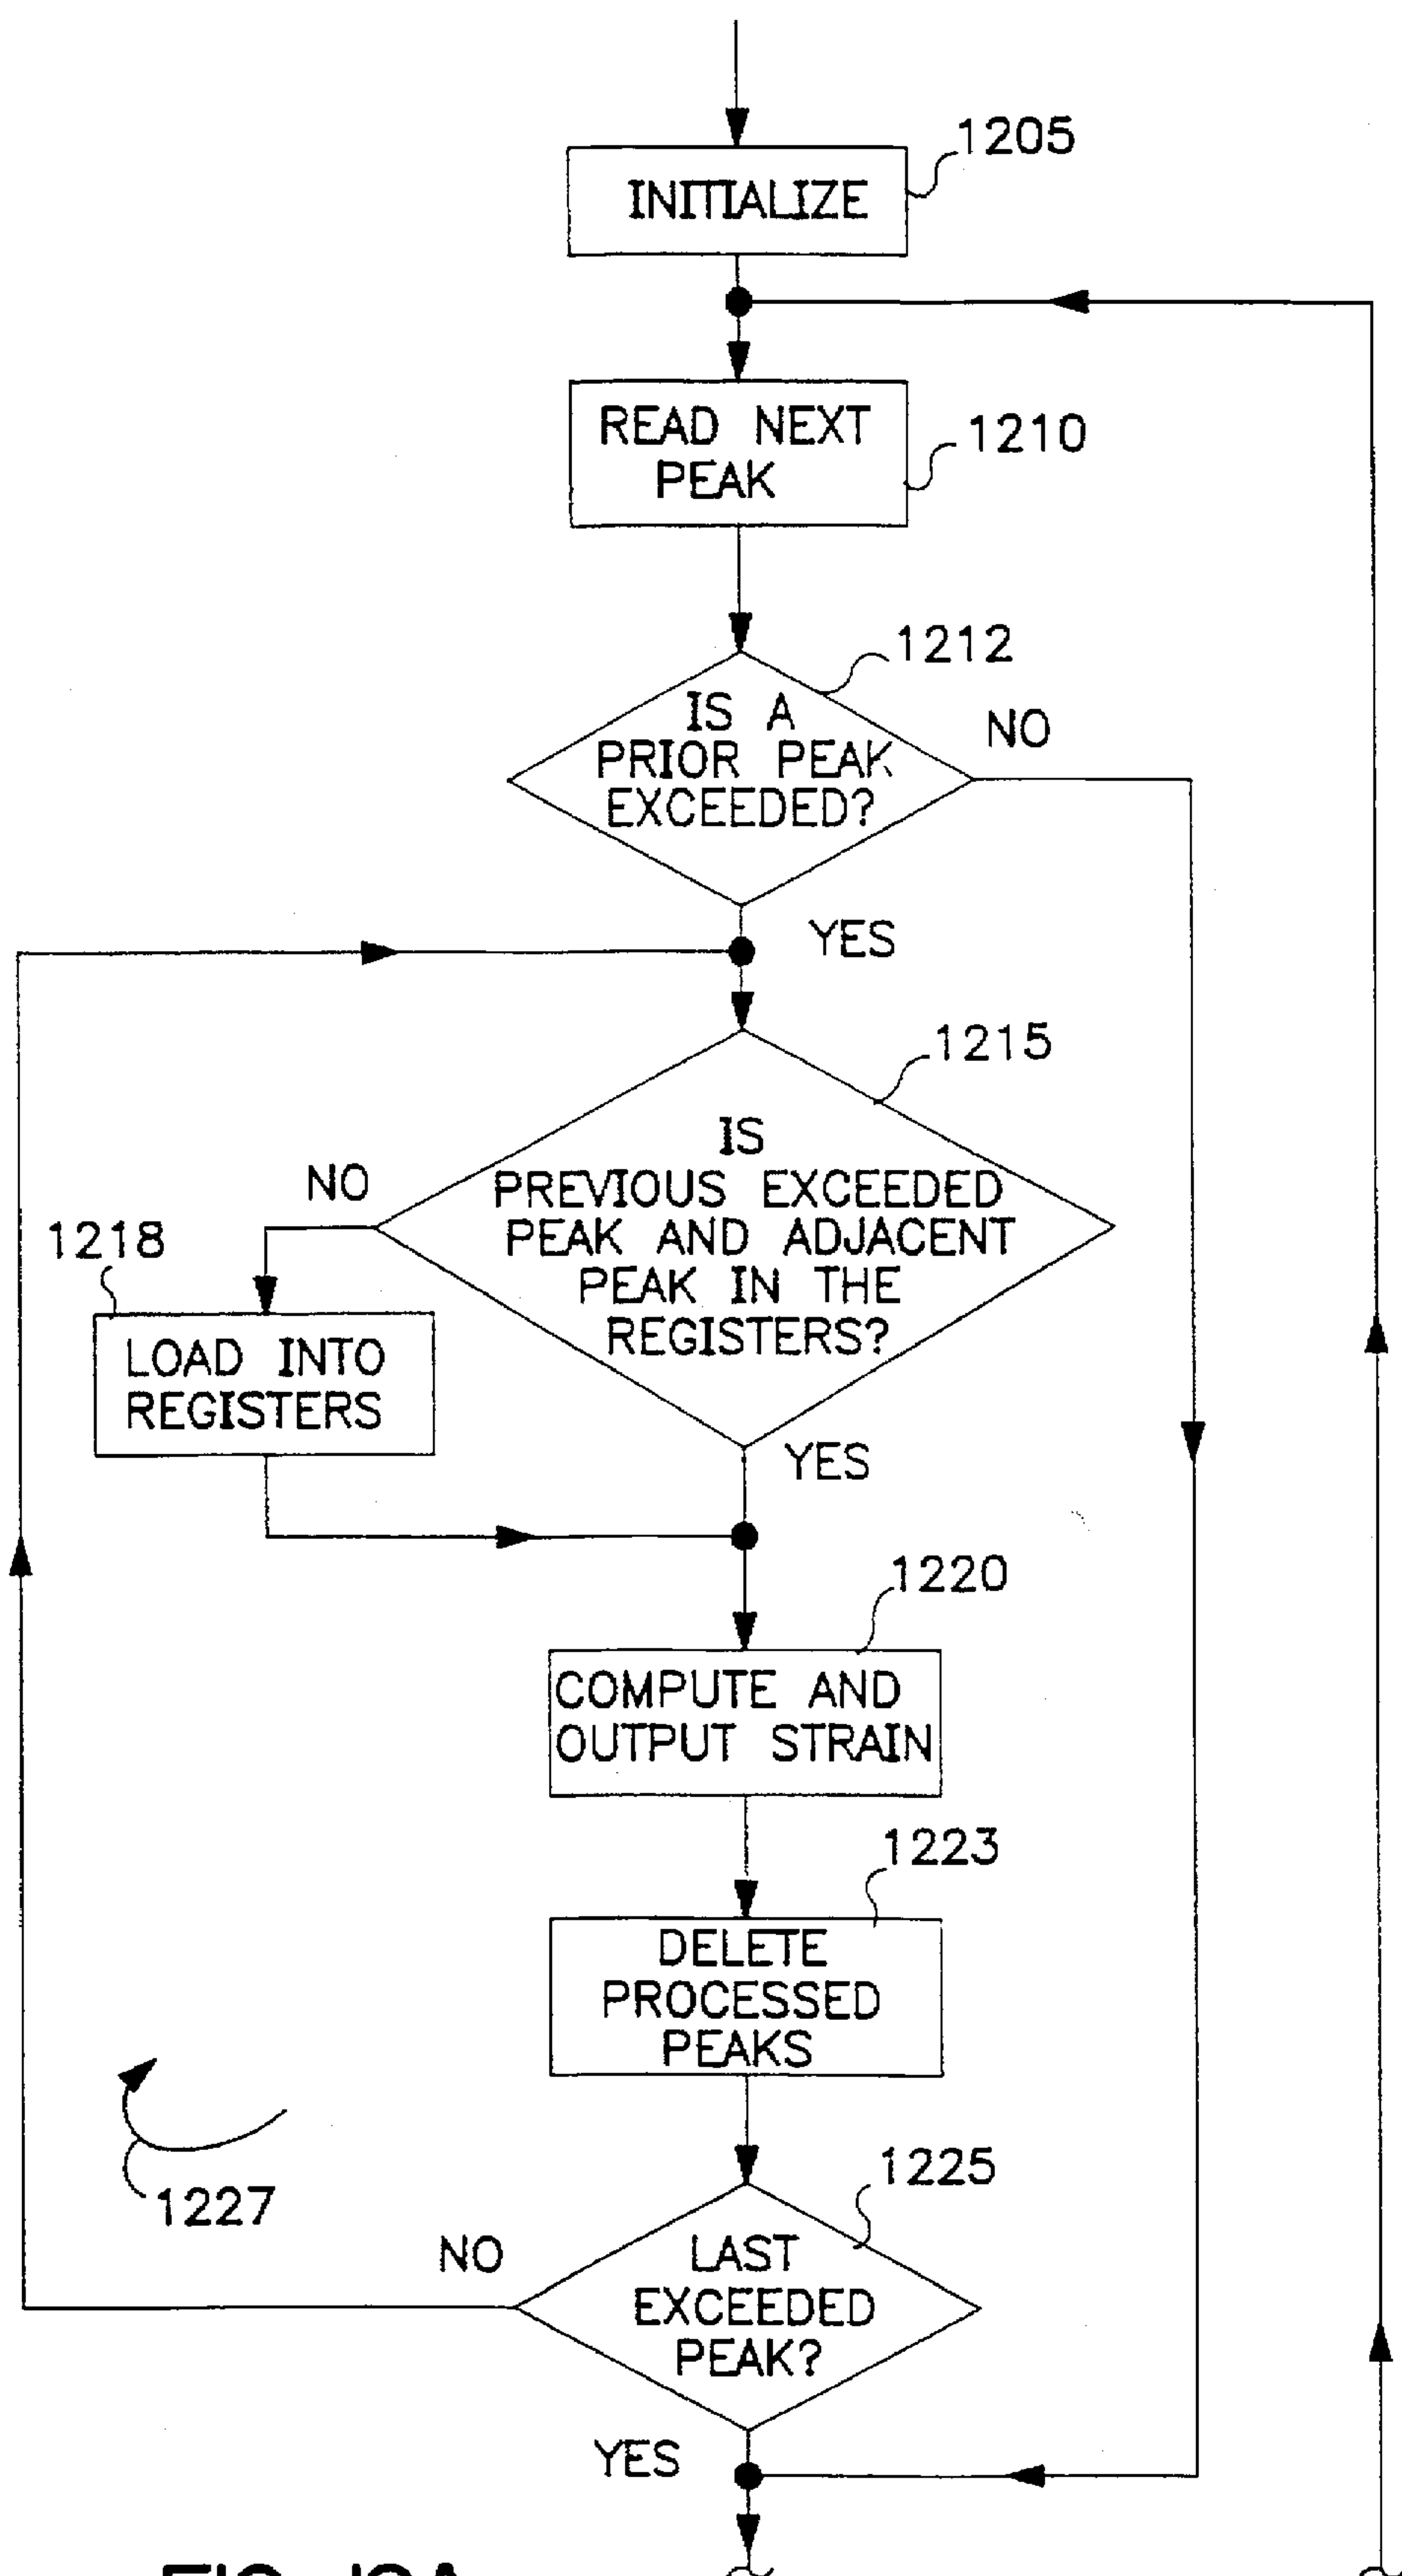 1205
INITIALIZE
READ NEXT
PEAK
1210
1212
IS A
PRIOR PEAK
EXCEEDED?
NO
YES
1215
IS
PREVIOUS EXCEEDED
PEAK AND ADJACENT
PEAK IN THE
REGISTERS?
NO
1218
LOAD INTO
REGISTERS
YES
1220
COMPUTE AND
OUTPUT STRAIN
1223
DELETE
PROCESSED
PEAKS
1227
1225
NO
LAST
EXCEEDED
PEAK?
YES